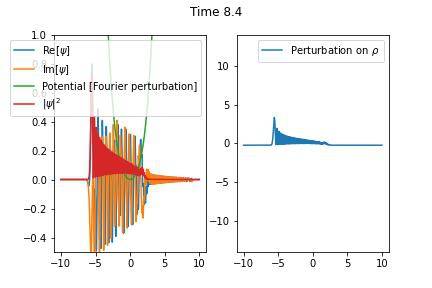 Time 8.4
Re[ψ]
Im[ψ]
Potential [Fourier perturbation]
|ψ|²
1.0
0.8
0.6
0.4
0.2
0.0
−0.2
−0.4
−10 −5 0 5 10
Perturbation on ρ
10
5
0
−5
−10
−10 −5 0 5 10